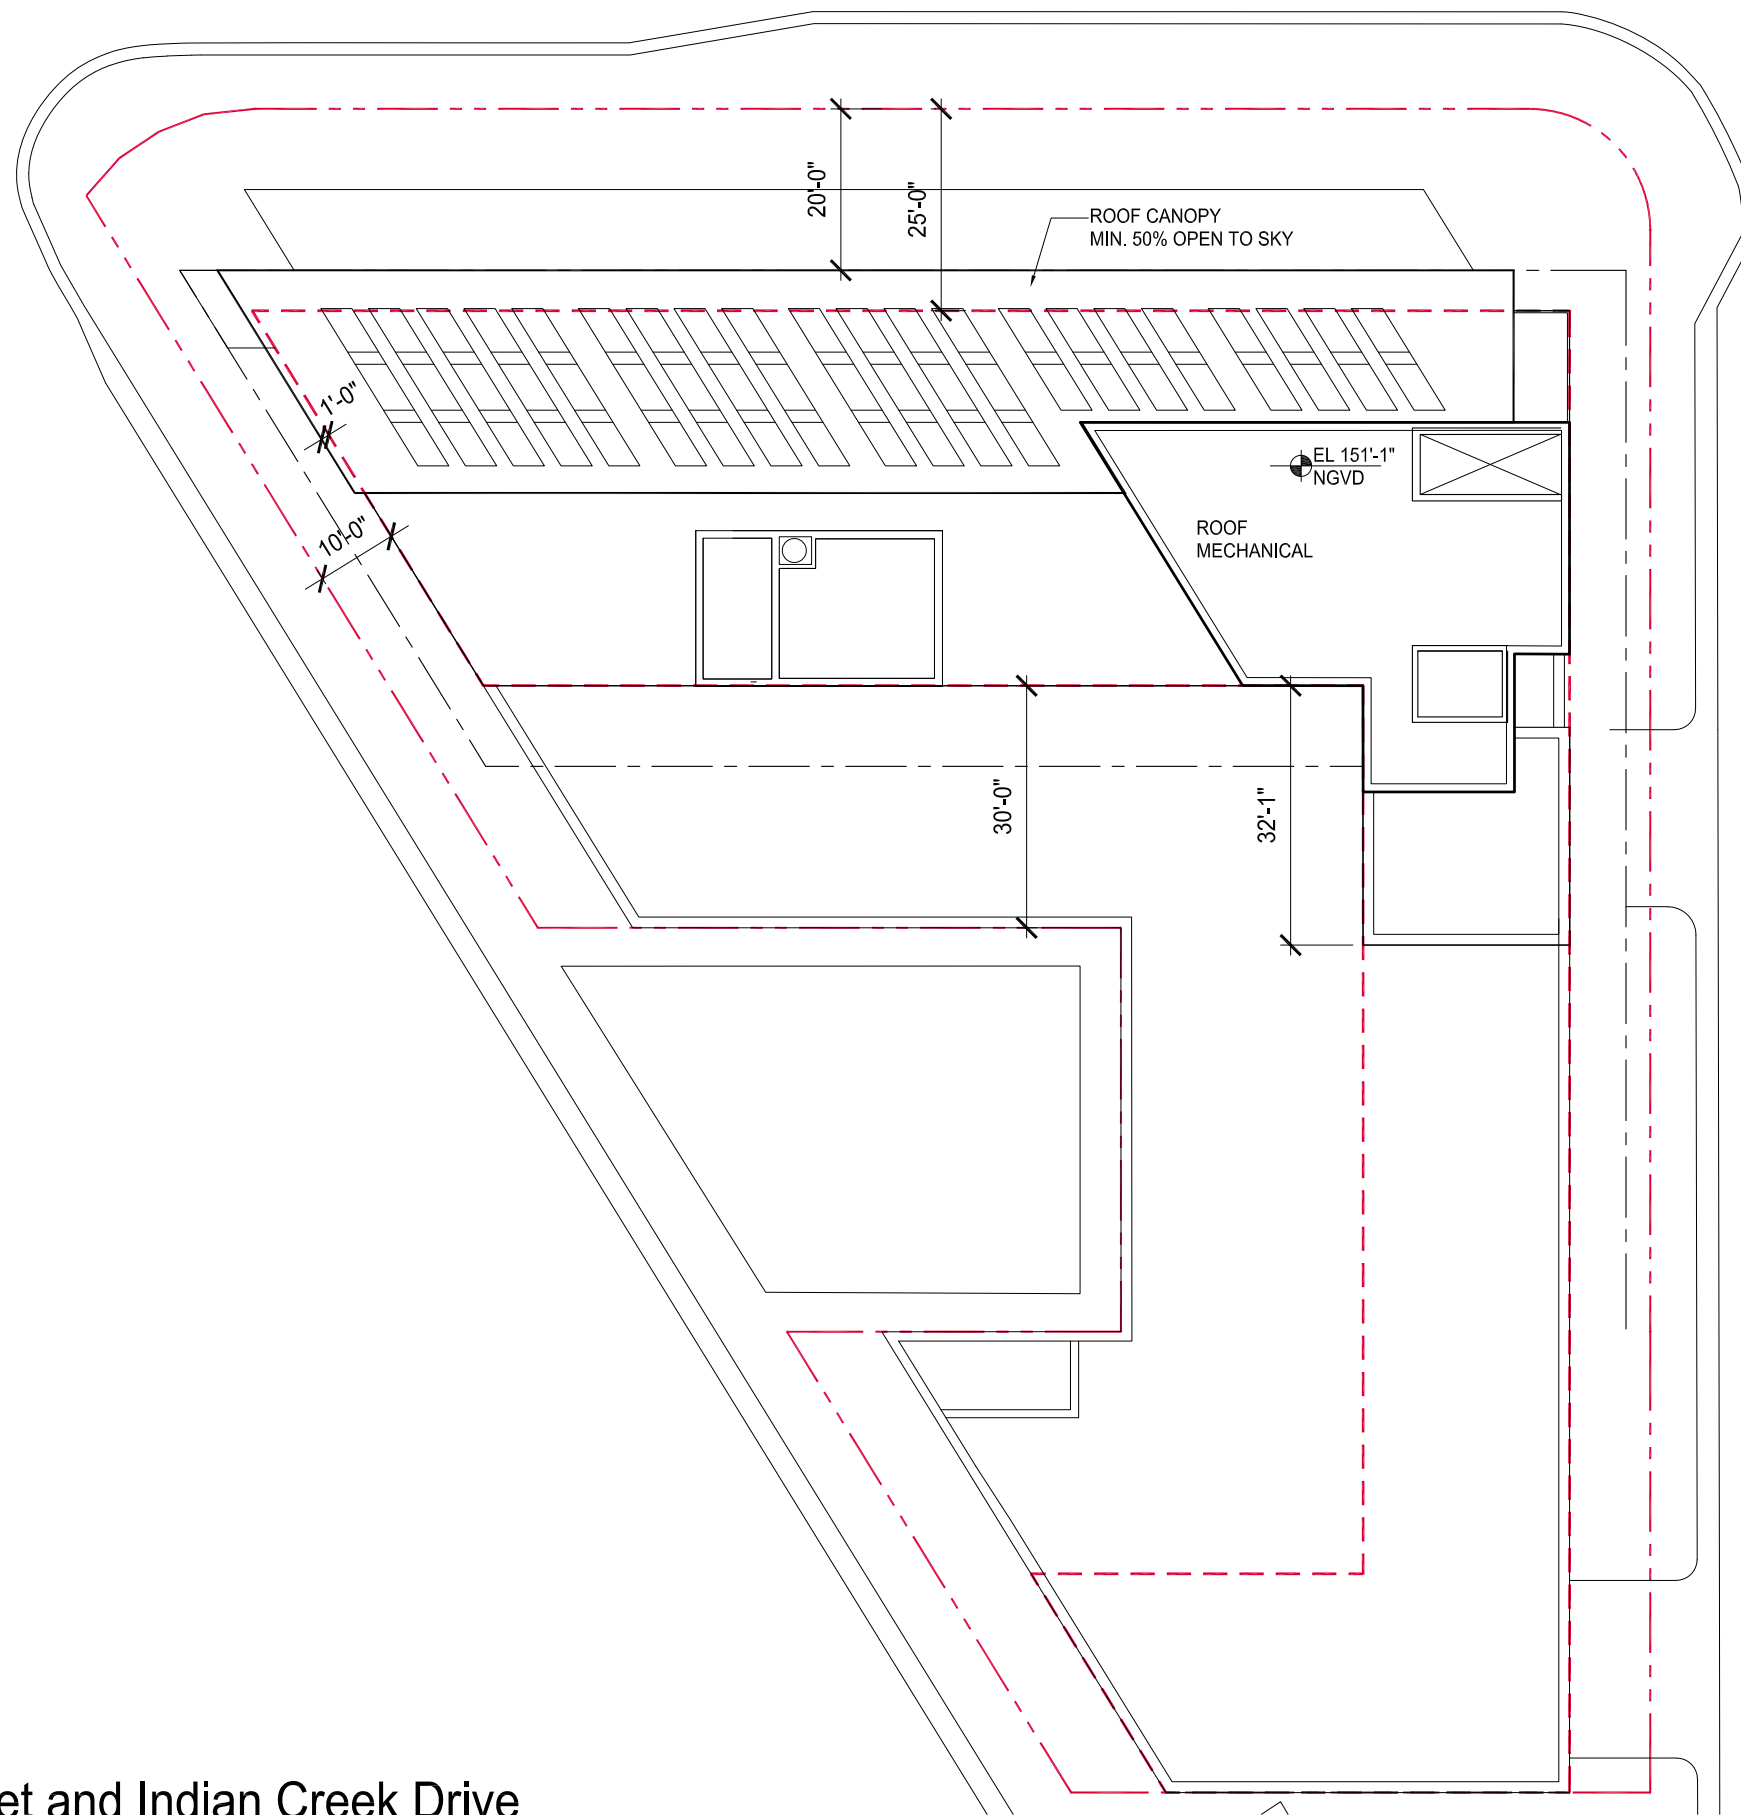 20'-0"
25'-0"
ROOF CANOPY
MIN. 50% OPEN TO SKY
1'-0"
EL 151'-1"
NGVD
10'-0"
ROOF
MECHANICAL
30'-0"
32'-1"
and Indian Creek Drive